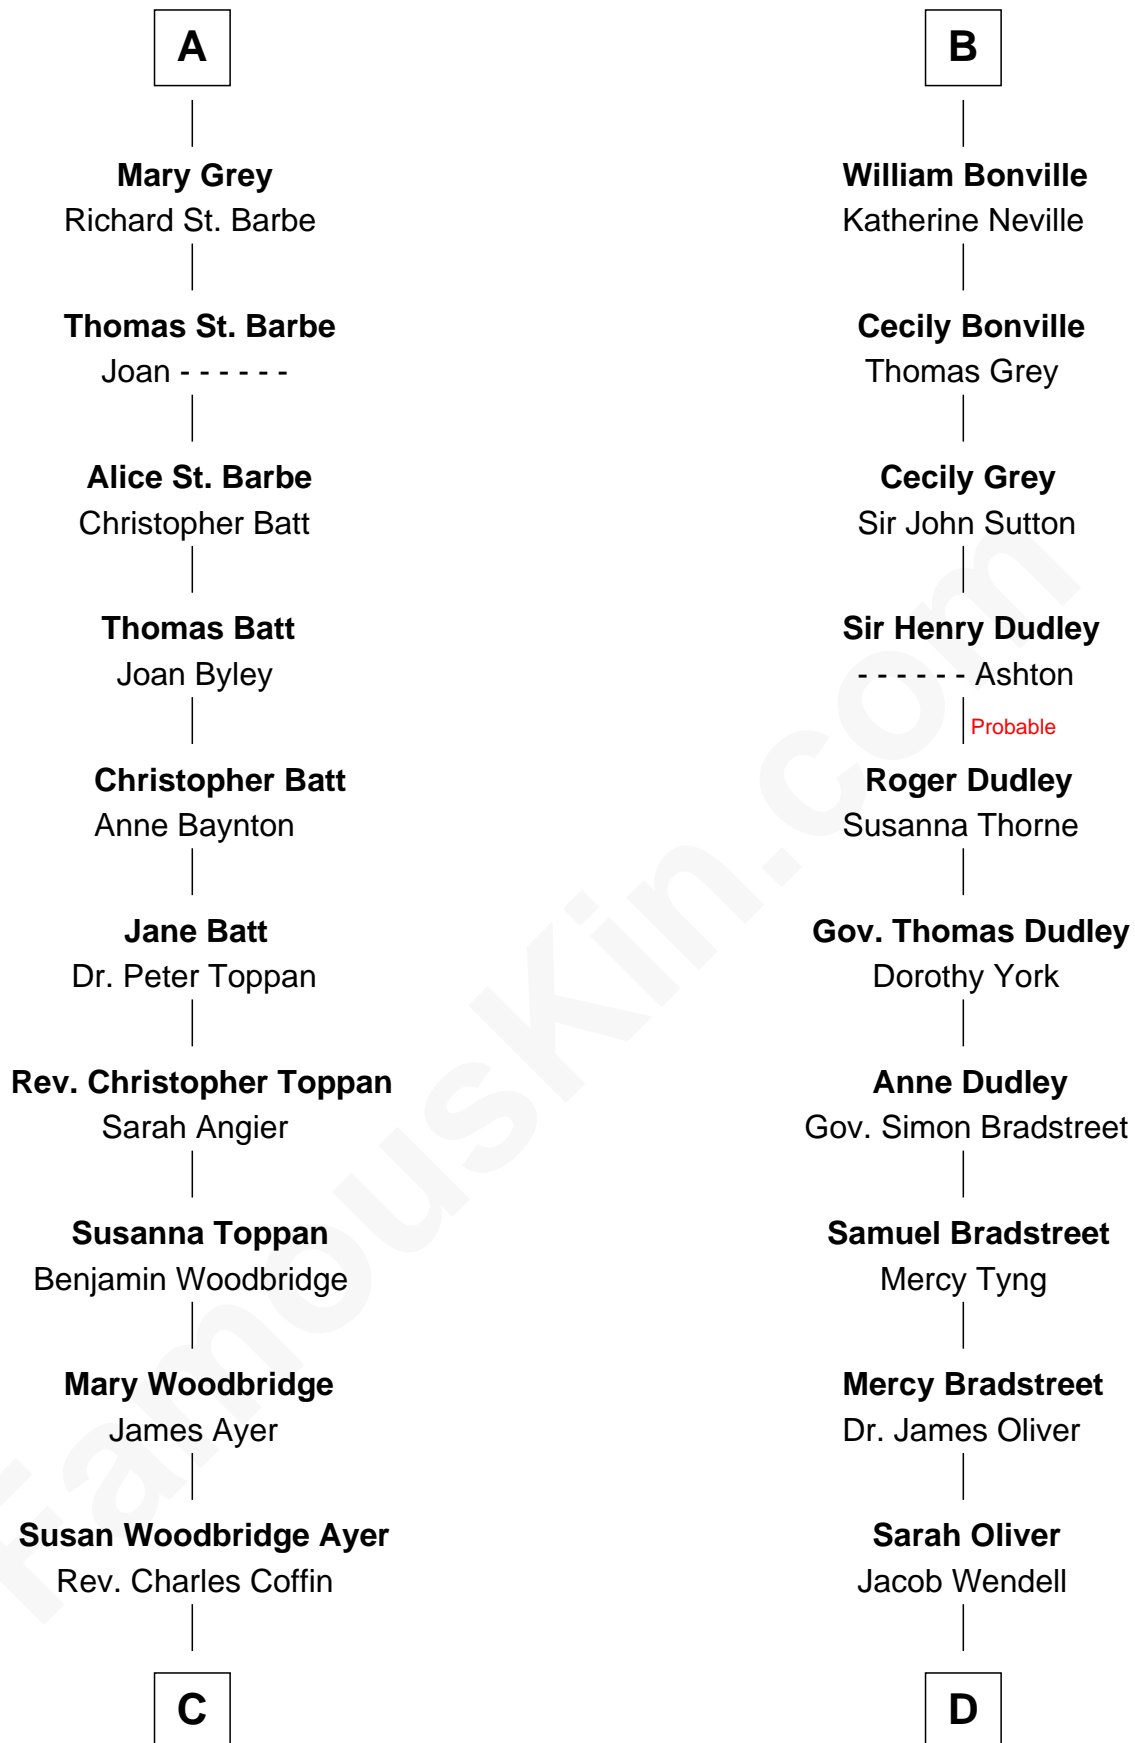 A
Mary Grey
Richard St. Barbe
Thomas St. Barbe
Joan - - - - - -
Alice St. Barbe
Christopher Batt
Thomas Batt
Joan Byley
Christopher Batt
Anne Baynton
Jane Batt
Dr. Peter Toppan
Rev. Christopher Toppan
Sarah Angier
Susanna Toppan
Benjamin Woodbridge
Mary Woodbridge
James Ayer
Susan Woodbridge Ayer
Rev. Charles Coffin
C
B
William Bonville
Katherine Neville
Cecily Bonville
Thomas Grey
Cecily Grey
Sir John Sutton
Sir Henry Dudley
- - - - - - Ashton
Probable
Roger Dudley
Susanna Thorne
Gov. Thomas Dudley
Dorothy York
Anne Dudley
Gov. Simon Bradstreet
Samuel Bradstreet
Mercy Tyng
Mercy Bradstreet
Dr. James Oliver
Sarah Oliver
Jacob Wendell
D
FamousKin.com